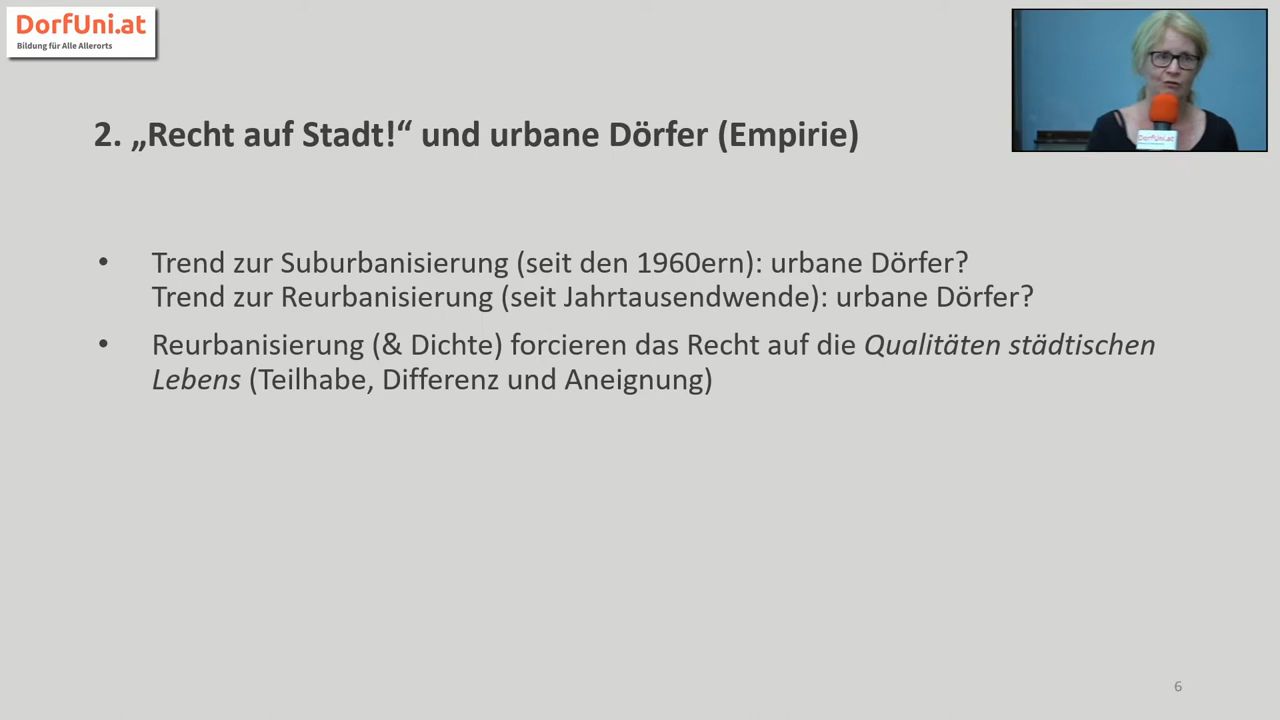 DorfUni.at
Bildung für Alle Allerorts
2. „Recht auf Stadt!“ und urbane Dörfer (Empirie)
• Trend zur Suburbanisierung (seit den 1960ern): urbane Dörfer?
Trend zur Reurbanisierung (seit Jahrtausendwende): urbane Dörfer?
• Reurbanisierung (& Dichte) forcieren das Recht auf die Qualitäten städtischen
Lebens (Teilhabe, Differenz und Aneignung)
DorfUni.at
6